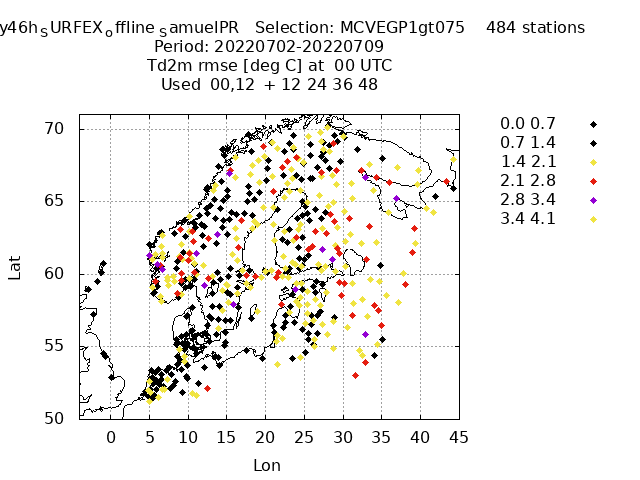 y46h_SURFEX_offline_SamuelPR Selection: MCVEGP1gt075 484 stations
Period: 20220702-20220709
Td2m rmse [deg C] at 00 UTC
Used 00,12 + 12 24 36 48
0.0 0.7
0.7 1.4
1.4 2.1
2.1 2.8
2.8 3.4
3.4 4.1
70
65
60
55
50
Lat
0 5 10 15 20 25 30 35 40 45
Lon